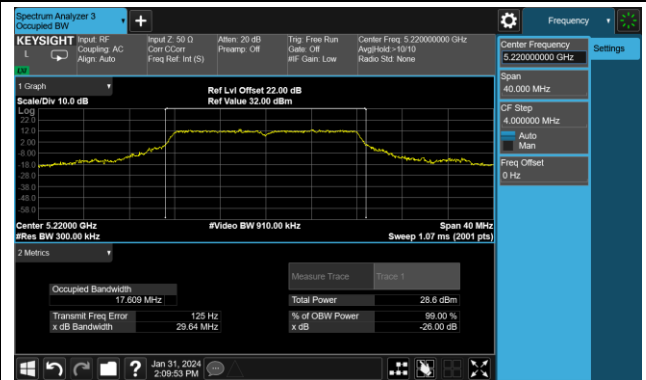 Spectrum Analyzer 3
Occupied BW
Frequency
KEYSIGHT
L
LXI
Input: RF
Coupling: AC
Align: Auto
Input Z: 50 Ω
Corr CCorr
Freq Ref: Int (S)
Atten: 20 dB
Preamp: Off
Trig: Free Run
Gate: Off
#IF Gain: Low
Center Freq: 5.220000000 GHz
Avg|Hold:>10/10
Radio Std: None
Center Frequency
5.220000000 GHz
Settings
Span
40.000 MHz
CF Step
4.000000 MHz
Auto
Man
Freq Offset
0 Hz
1 Graph
Scale/Div 10.0 dB
Ref Lvl Offset 22.00 dB
Ref Value 32.00 dBm
Log
22.0
12.0
2.00
-8.00
-18.0
-28.0
-38.0
-48.0
-58.0
Center 5.22000 GHz
#Video BW 910.00 kHz
Span 40 MHz
#Res BW 300.00 kHz
Sweep 1.07 ms (2001 pts)
2 Metrics
Measure Trace
Trace 1
Occupied Bandwidth
17.609 MHz
Total Power
28.6 dBm
Transmit Freq Error
125 Hz
% of OBW Power
99.00 %
x dB Bandwidth
29.64 MHz
x dB
-26.00 dB
Jan 31, 2024
2:09:53 PM